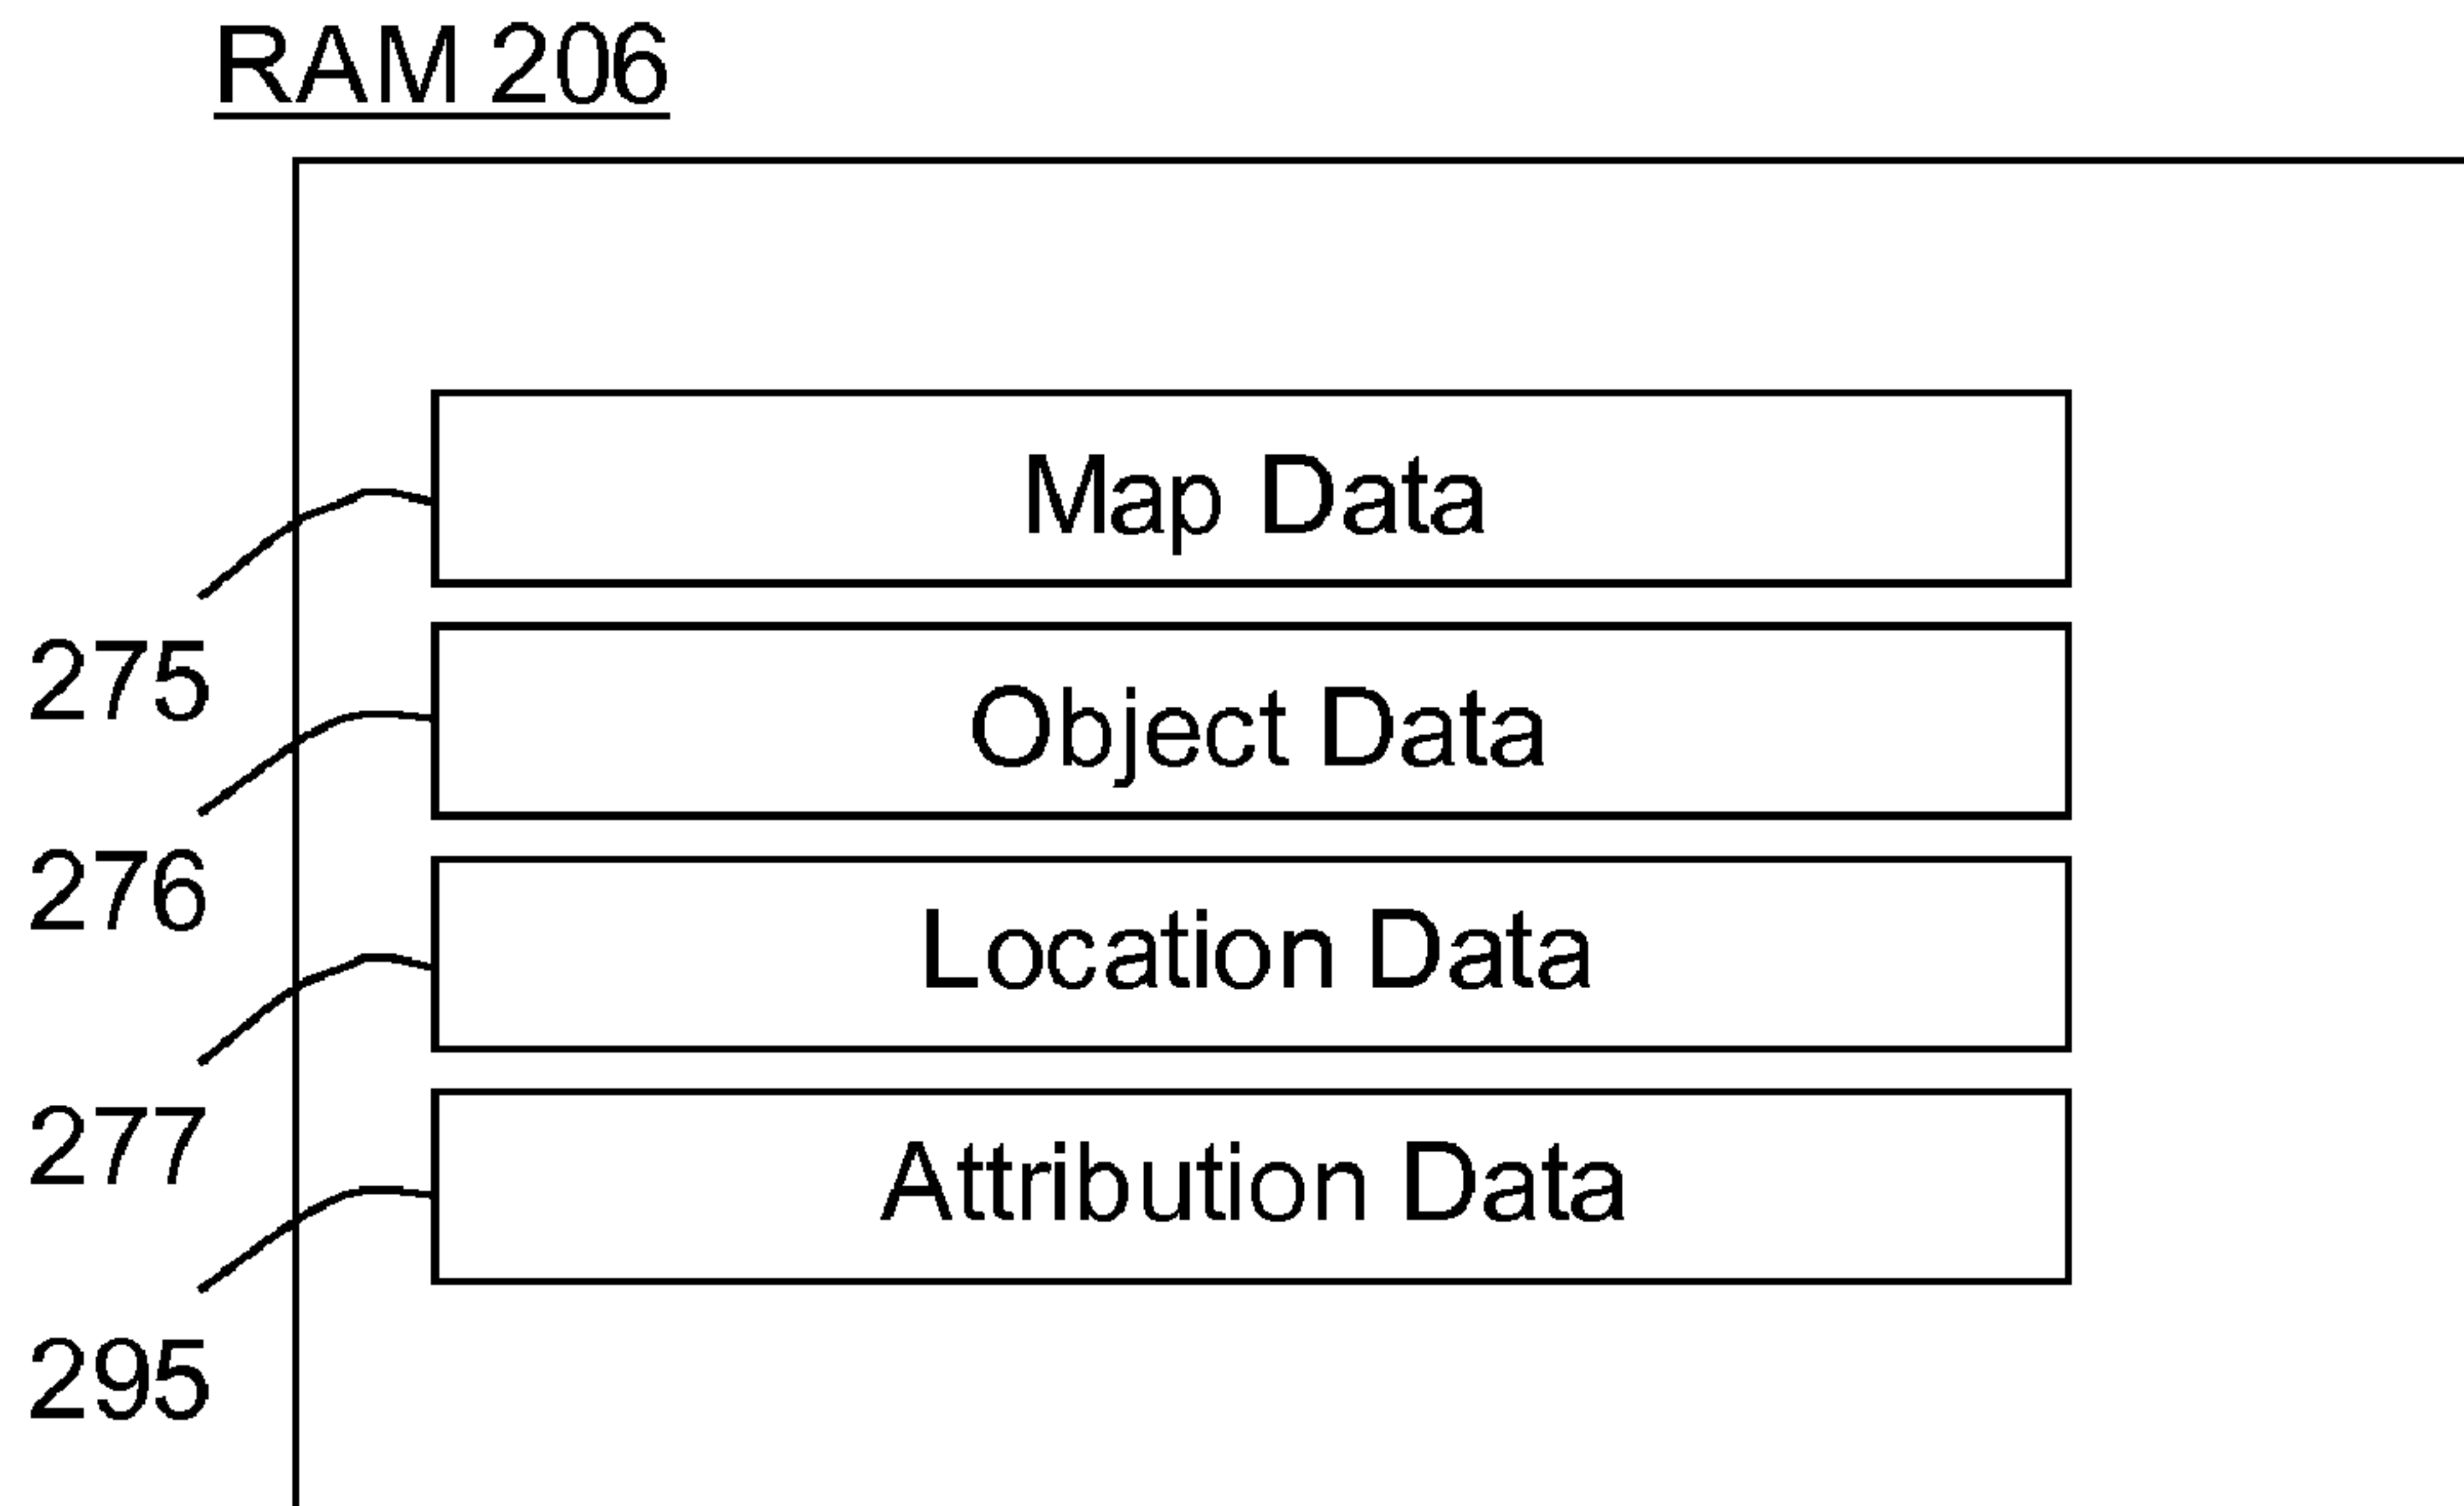 RAM 206
Map Data
275
Object Data
276
Location Data
277
Attribution Data
295